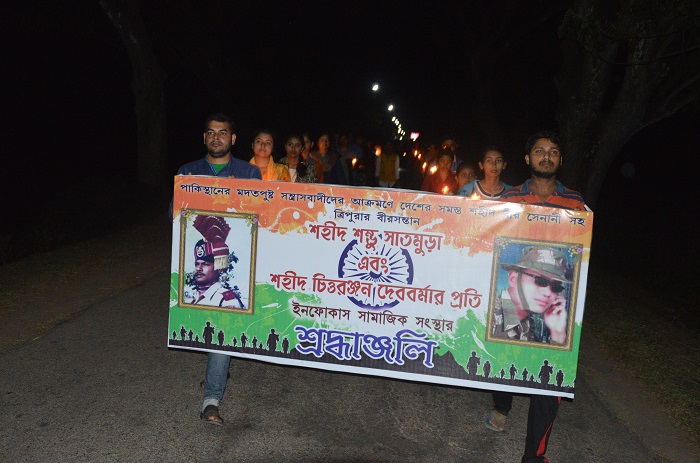 পাকিস্থানের মদতপুষ্ট সন্ত্রাসবাদীদের আক্রমণে দেশের সমস্ত শহীদ সেনানী সহ
ত্রিপুরার বীরসন্তান
শহীদ শম্ভু সাতমুড়া
এবং
শহীদ চিত্তরঞ্জন দেববর্মার প্রতি
ইনফোকাস সামাজিক সংস্থার
শ্রদ্ধাঞ্জলি